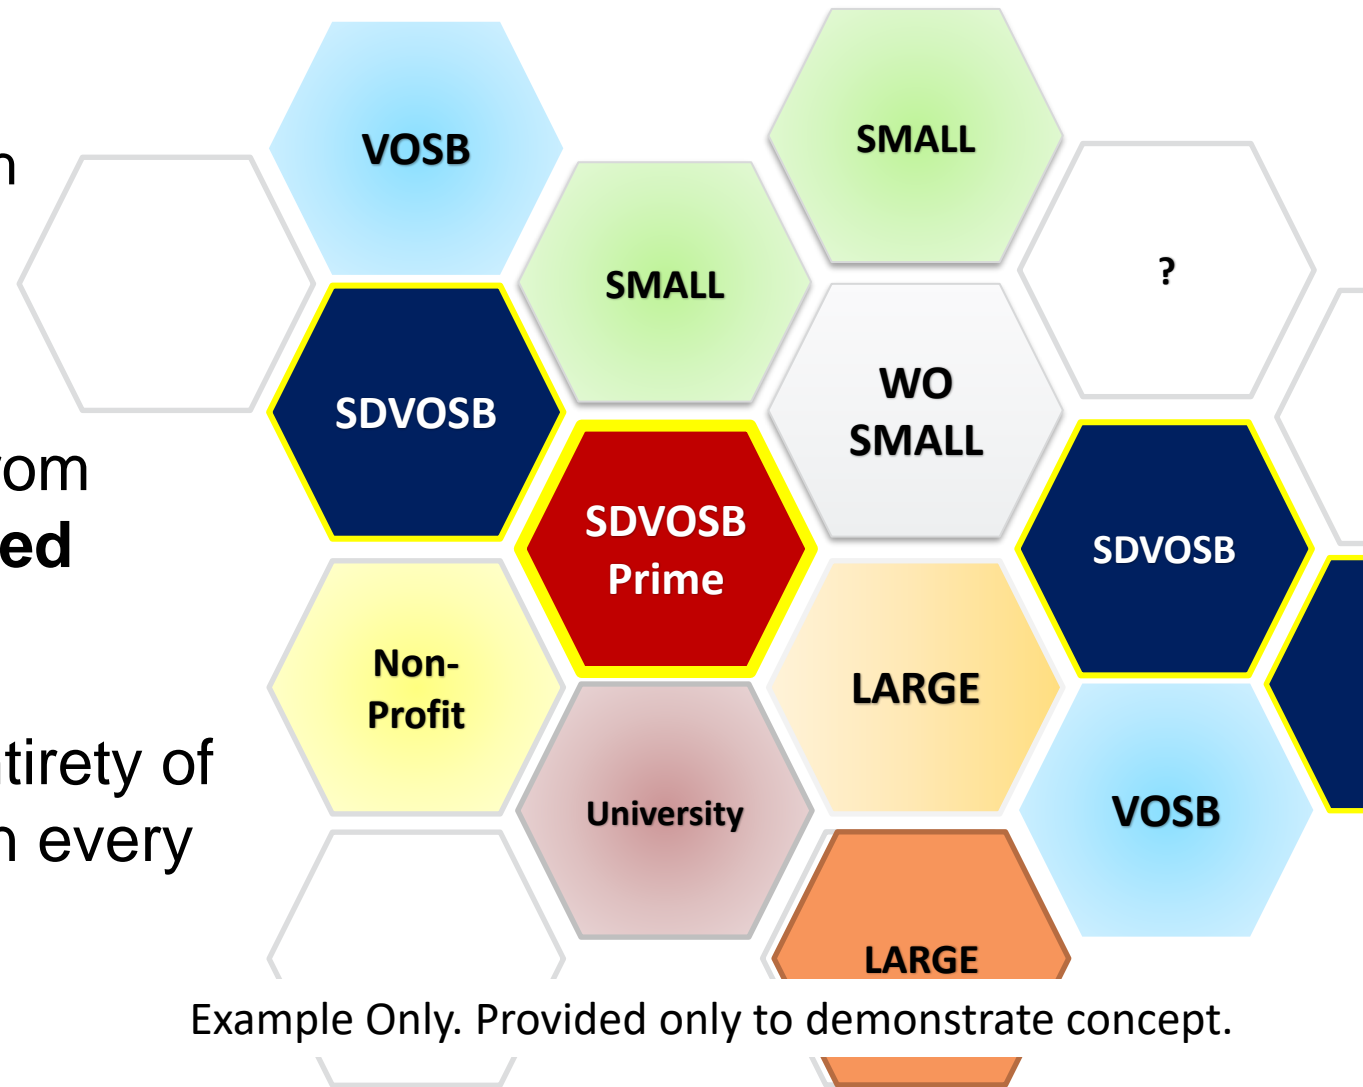 VOSB
SMALL
SMALL
?
SDVOSB
WO
SMALL
SDVOSB
Prime
SDVOSB
ed
Non-
Profit
LARGE
tirety of
every
University
VOSB
LARGE
Example Only. Provided only to demonstrate concept.